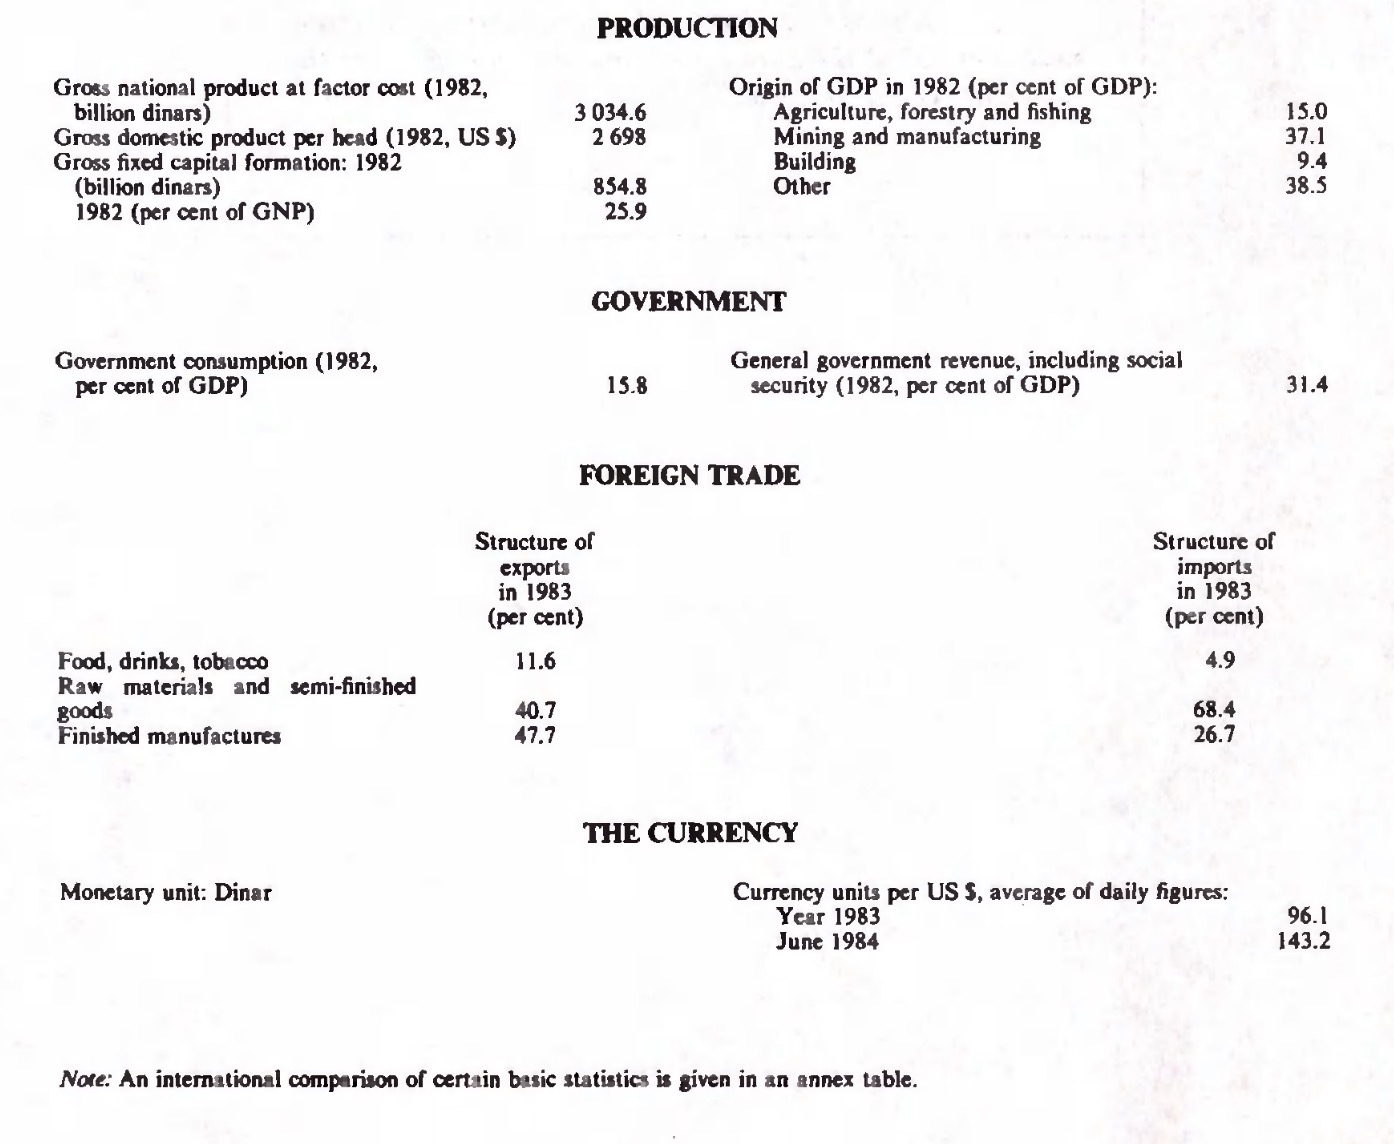 PRODUCTION
Gross national product at factor cost (1982,
billion dinars) 3 034.6
Gross domestic product per head (1982, US $) 2 698
Gross fixed capital formation: 1982
(billion dinars) 854.8
1982 (per cent of GNP) 25.9
Origin of GDP in 1982 (per cent of GDP):
Agriculture, forestry and fishing 15.0
Mining and manufacturing 37.1
Building 9.4
Other 38.5
GOVERNMENT
Government consumption (1982,
per cent of GDP) 15.8
General government revenue, including social
security (1982, per cent of GDP) 31.4
FOREIGN TRADE
Structure of
exports
in 1983
(per cent)
Structure of
imports
in 1983
(per cent)
Food, drinks, tobacco 11.6 4.9
Raw materials and semi-finished
goods 40.7 68.4
Finished manufactures 47.7 26.7
THE CURRENCY
Monetary unit: Dinar
Currency units per US $, average of daily figures:
Year 1983 96.1
June 1984 143.2
Note: An international comparison of certain basic statistics is given in an annex table.